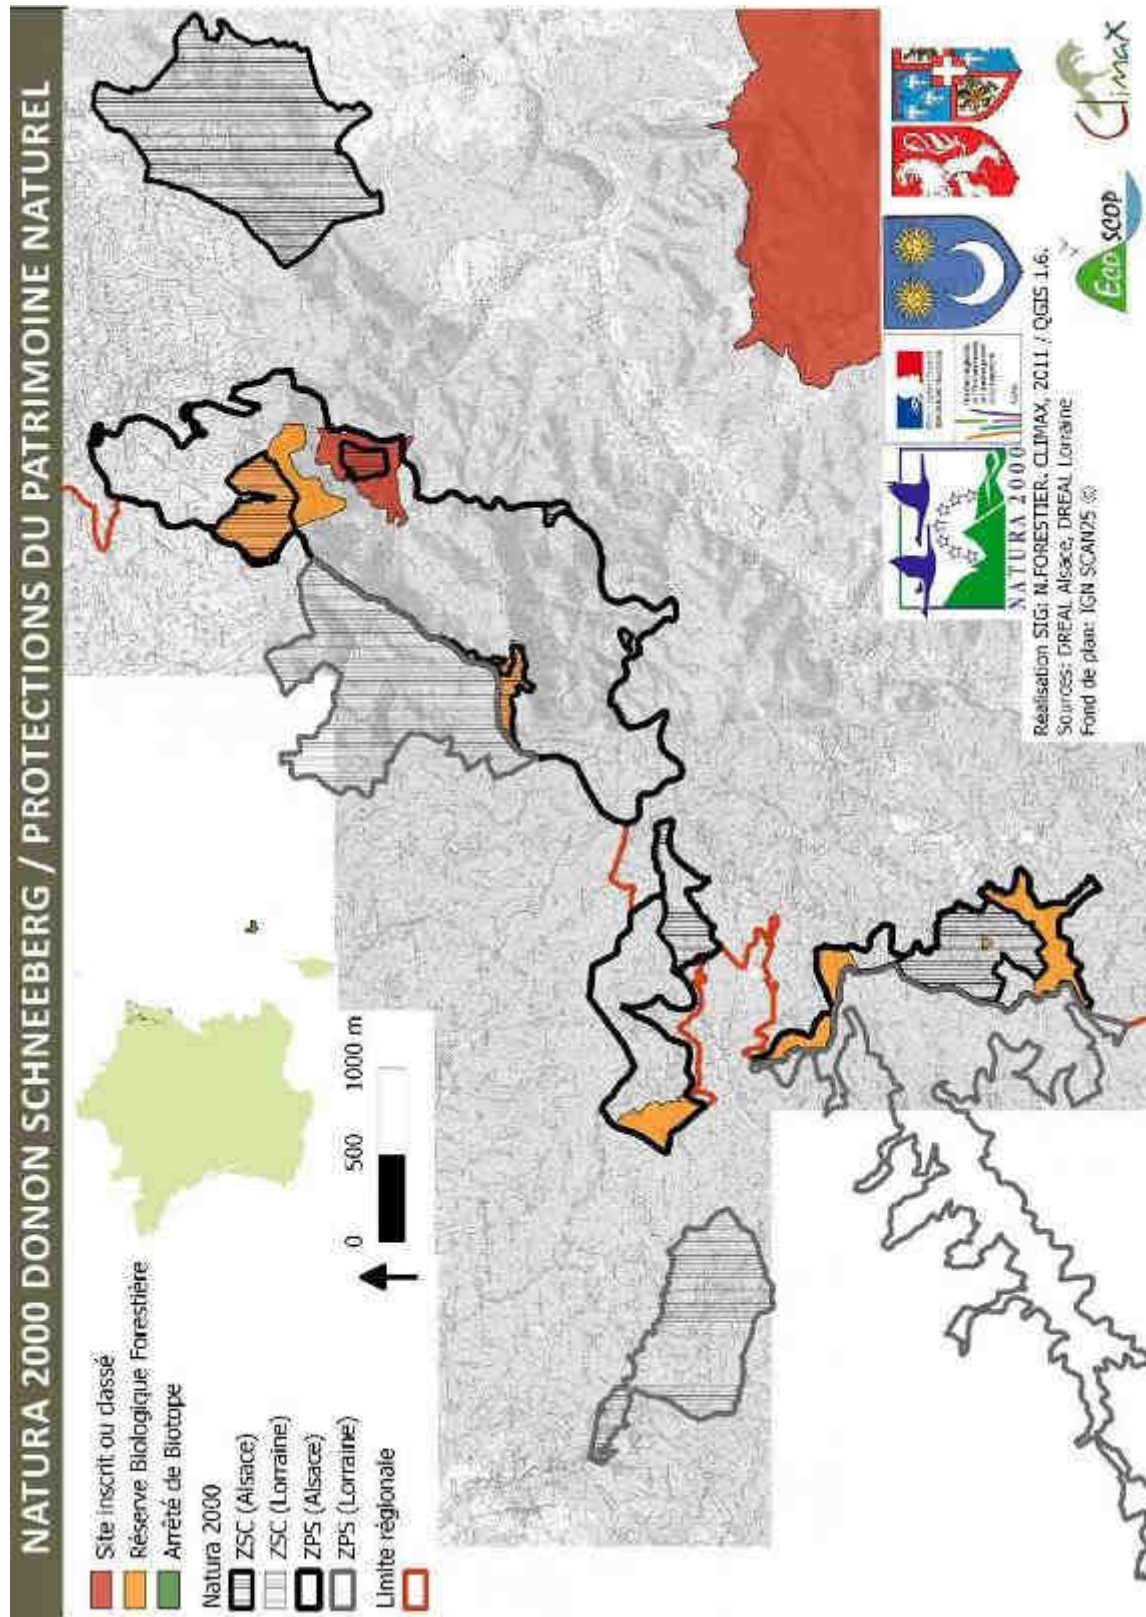 NATURA 2000 DONON SCHNEEBERG / PROTECTIONS DU PATRIMOINE NATUREL
Site inscrit ou classé
Réserve Biologique Forestière
Arrêté de Biotope
Natura 2000
ZSC (Alsace)
ZSC (Lorraine)
ZPS (Alsace)
ZPS (Lorraine)
Limite régionale
0 500 1000 m
NATURA 2000
Réalisation SIG: N.FORESTIER, CLIMAX, 2011 / QGIS 1.6.
Sources: DREAL Alsace, DREAL Lorraine
Fond de plan: IGN SCAN25 ©
ECO SCOP
Climax